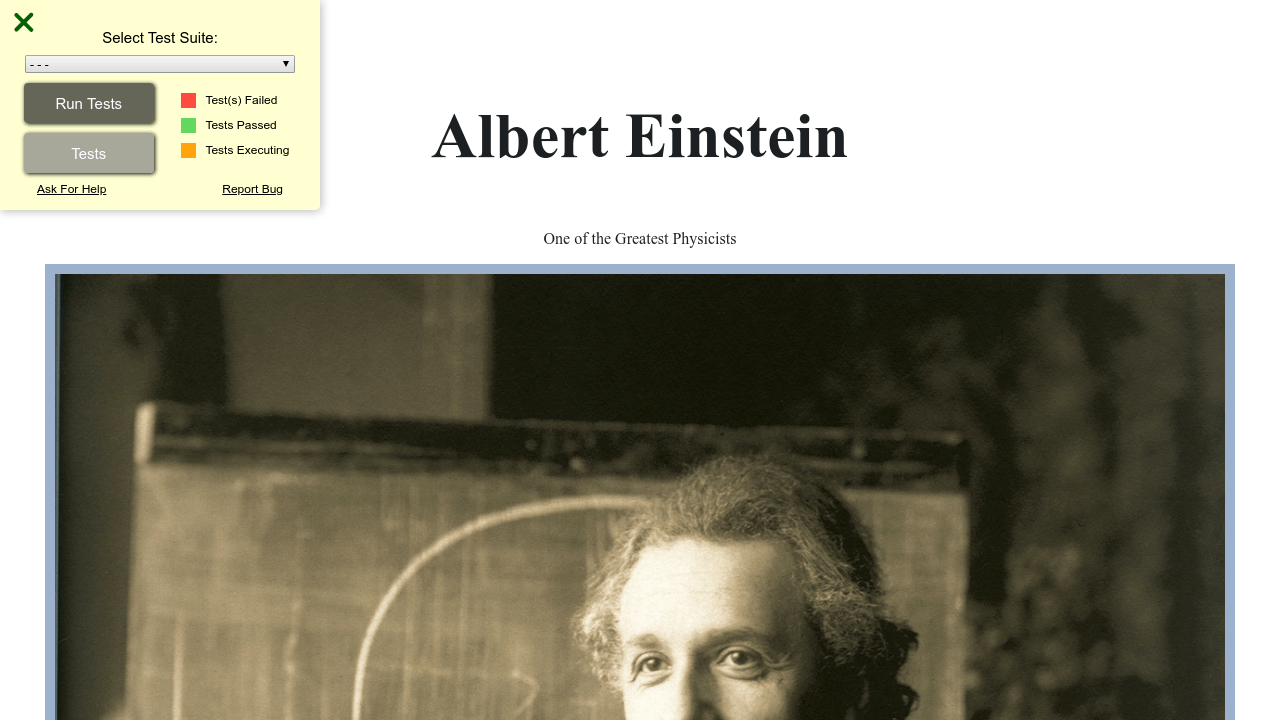 Select Test Suite:
- - -
Run Tests
Tests
Test(s) Failed
Tests Passed
Tests Executing
Ask For Help
Report Bug
Albert Einstein
One of the Greatest Physicists